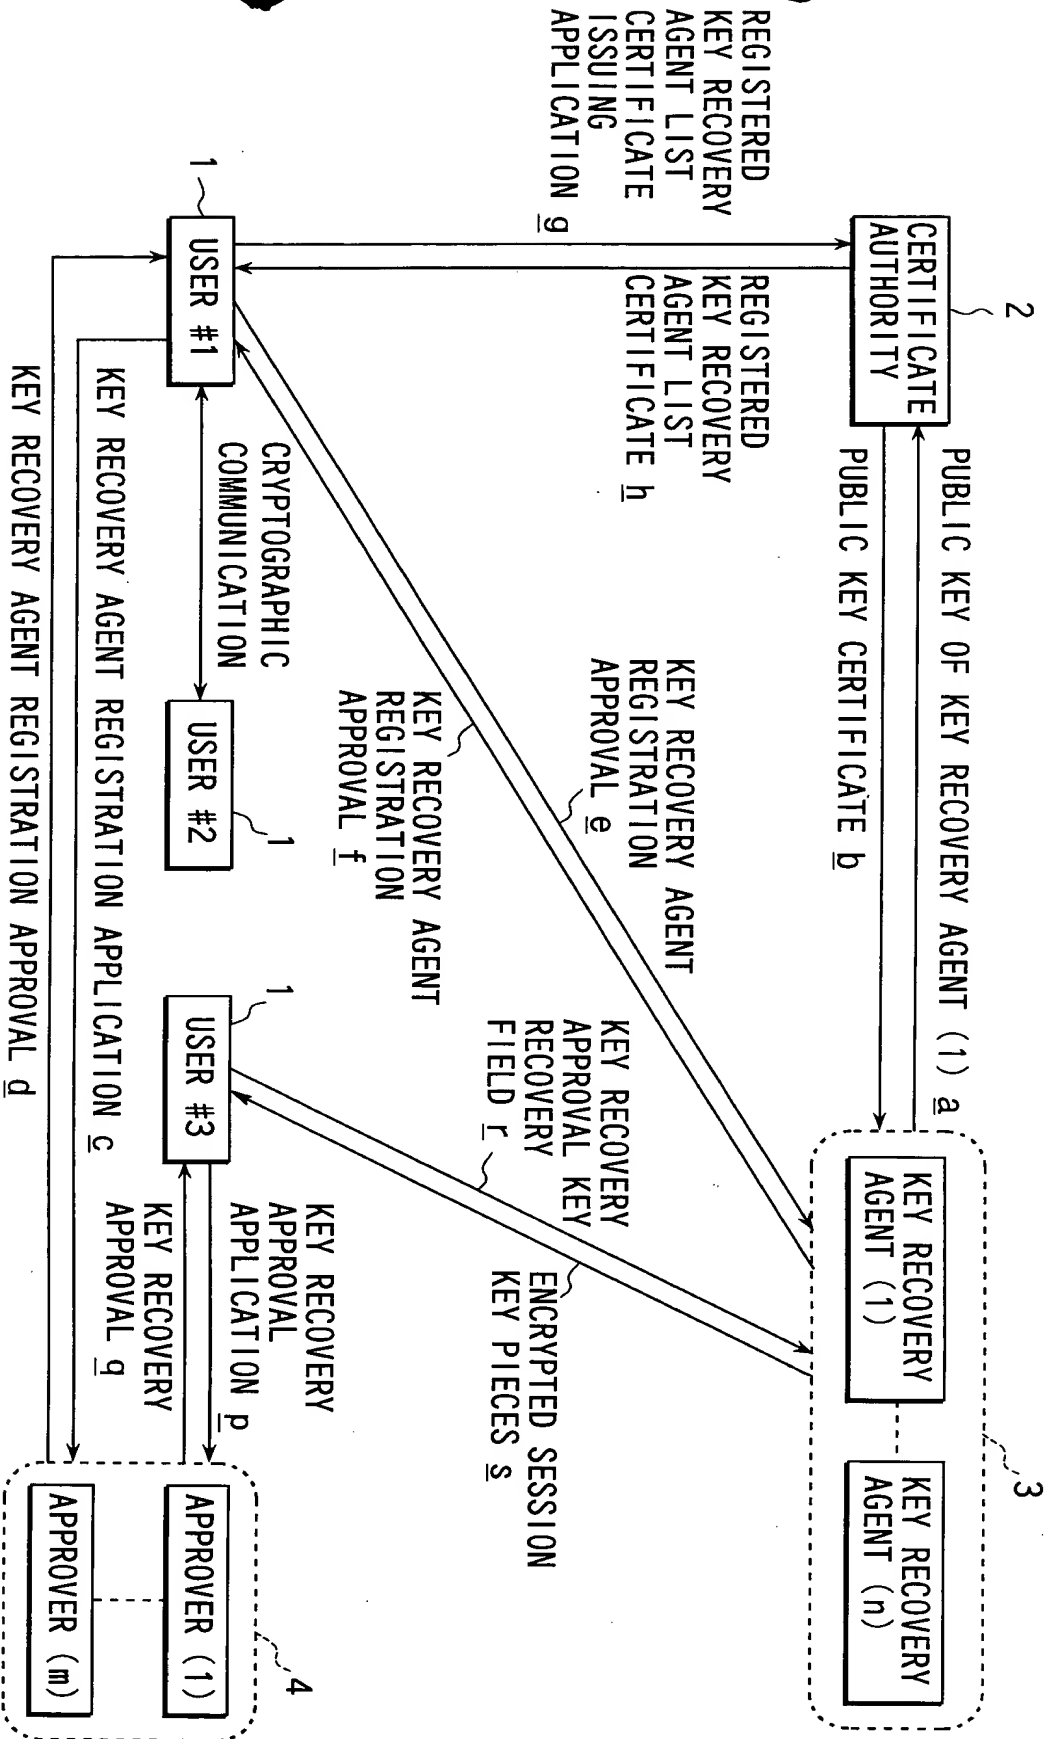 2
CERTIFICATE
AUTHORITY
PUBLIC KEY OF KEY RECOVERY AGENT (1) a
PUBLIC KEY CERTIFICATE b
3
KEY RECOVERY
AGENT (1)
KEY RECOVERY
AGENT (n)
REGISTERED
KEY RECOVERY
AGENT LIST
CERTIFICATE
ISSUING
APPLICATION g
REGISTERED
KEY RECOVERY
AGENT LIST
CERTIFICATE h
KEY RECOVERY AGENT
REGISTRATION
APPROVAL e
KEY RECOVERY AGENT
REGISTRATION
APPROVAL f
KEY RECOVERY
APPROVAL KEY
RECOVERY
FIELD r
ENCRYPTED SESSION
KEY PIECES s
1
USER #1
CRYPTOGRAPHIC
COMMUNICATION
1
USER #2
1
USER #3
KEY RECOVERY
APPROVAL
APPLICATION p
KEY RECOVERY
APPROVAL q
4
APPROVER (1)
APPROVER (m)
KEY RECOVERY AGENT REGISTRATION APPLICATION c
KEY RECOVERY AGENT REGISTRATION APPROVAL d